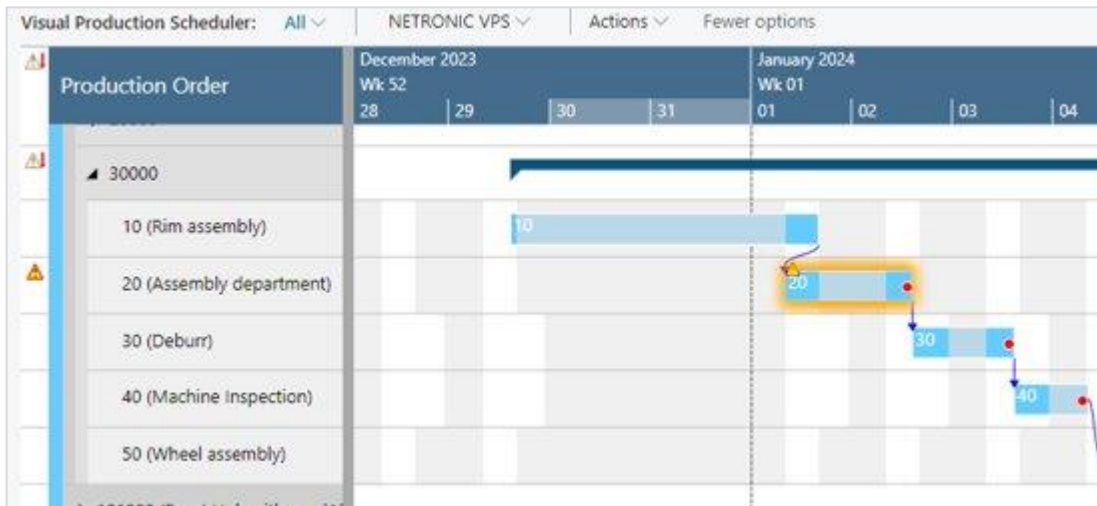 Visual Production Scheduler: All NETRONIC VPS Actions Fewer options
Production Order
December 2023
January 2024
Wk 52
Wk 01
28 29 30 31 01 02 03 04
30000
10 (Rim assembly)
10
20 (Assembly department)
20
30 (Deburr)
30
40 (Machine Inspection)
40
50 (Wheel assembly)